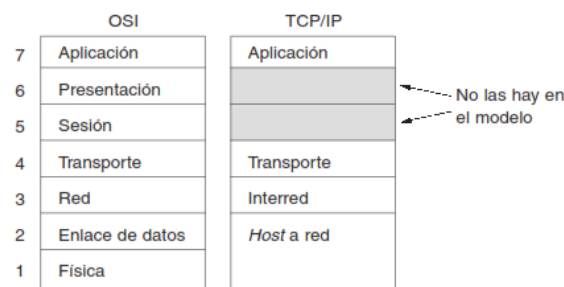 OSI TCP/IP
7 Aplicación Aplicación
6 Presentación
5 Sesión
No las hay en
el modelo
4 Transporte Transporte
3 Red Interred
2 Enlace de datos Host a red
1 Física